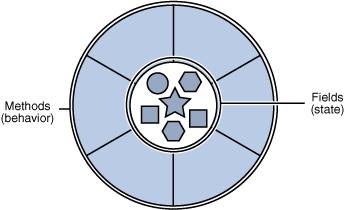 Methods
(behavior)
Fields
(state)